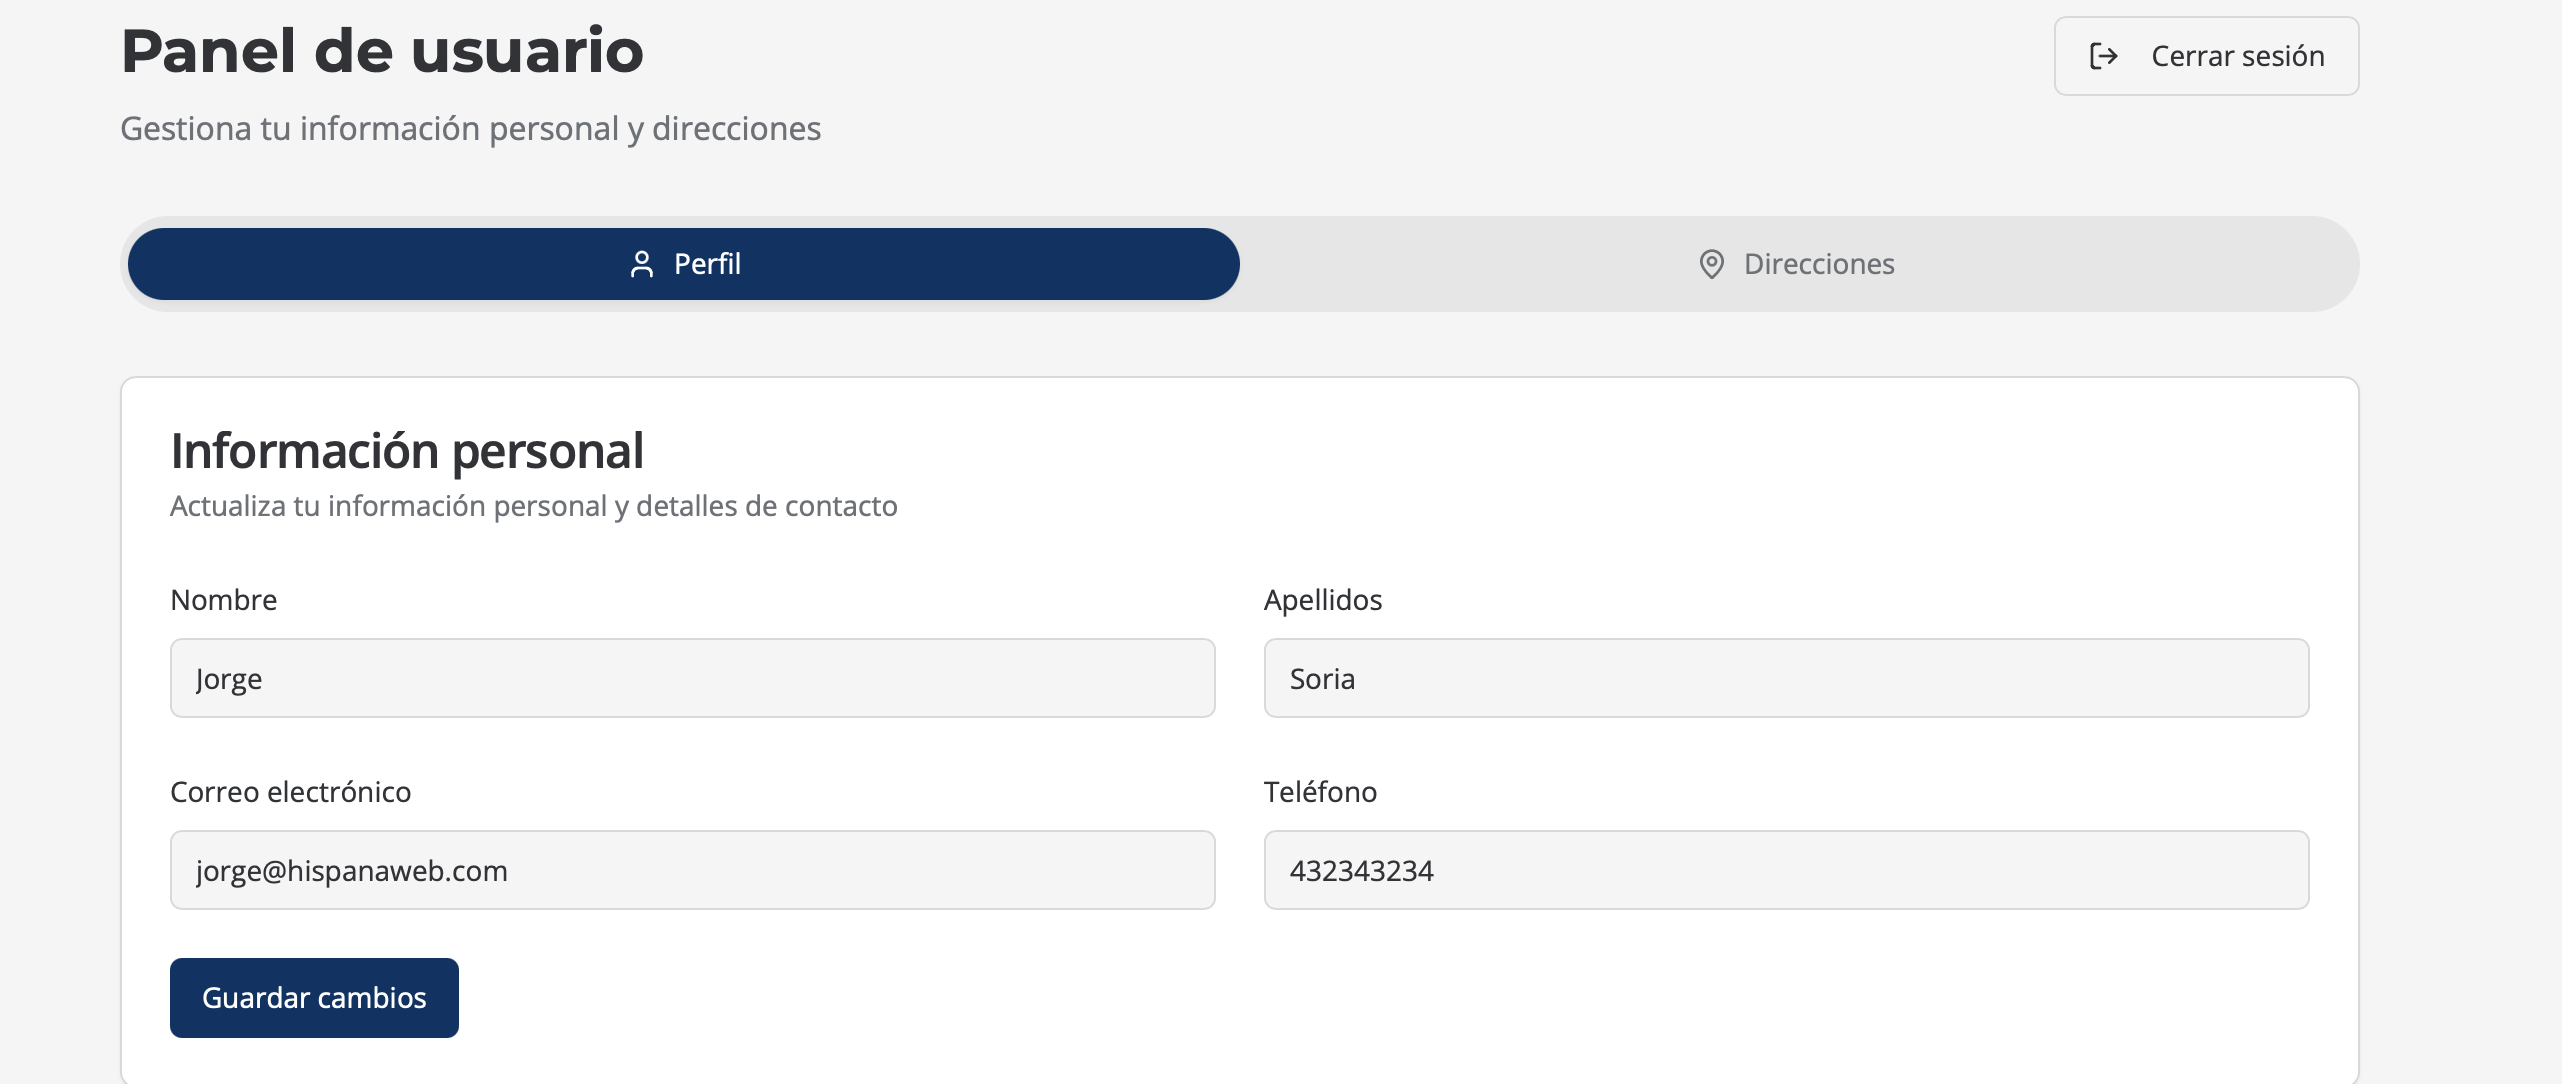 Panel de usuario
Cerrar sesión
Gestiona tu información personal y direcciones
Perfil
Direcciones
Información personal
Actualiza tu información personal y detalles de contacto
Nombre
Apellidos
Jorge
Soria
Correo electrónico
Teléfono
jorge@hispanaweb.com
432343234
Guardar cambios